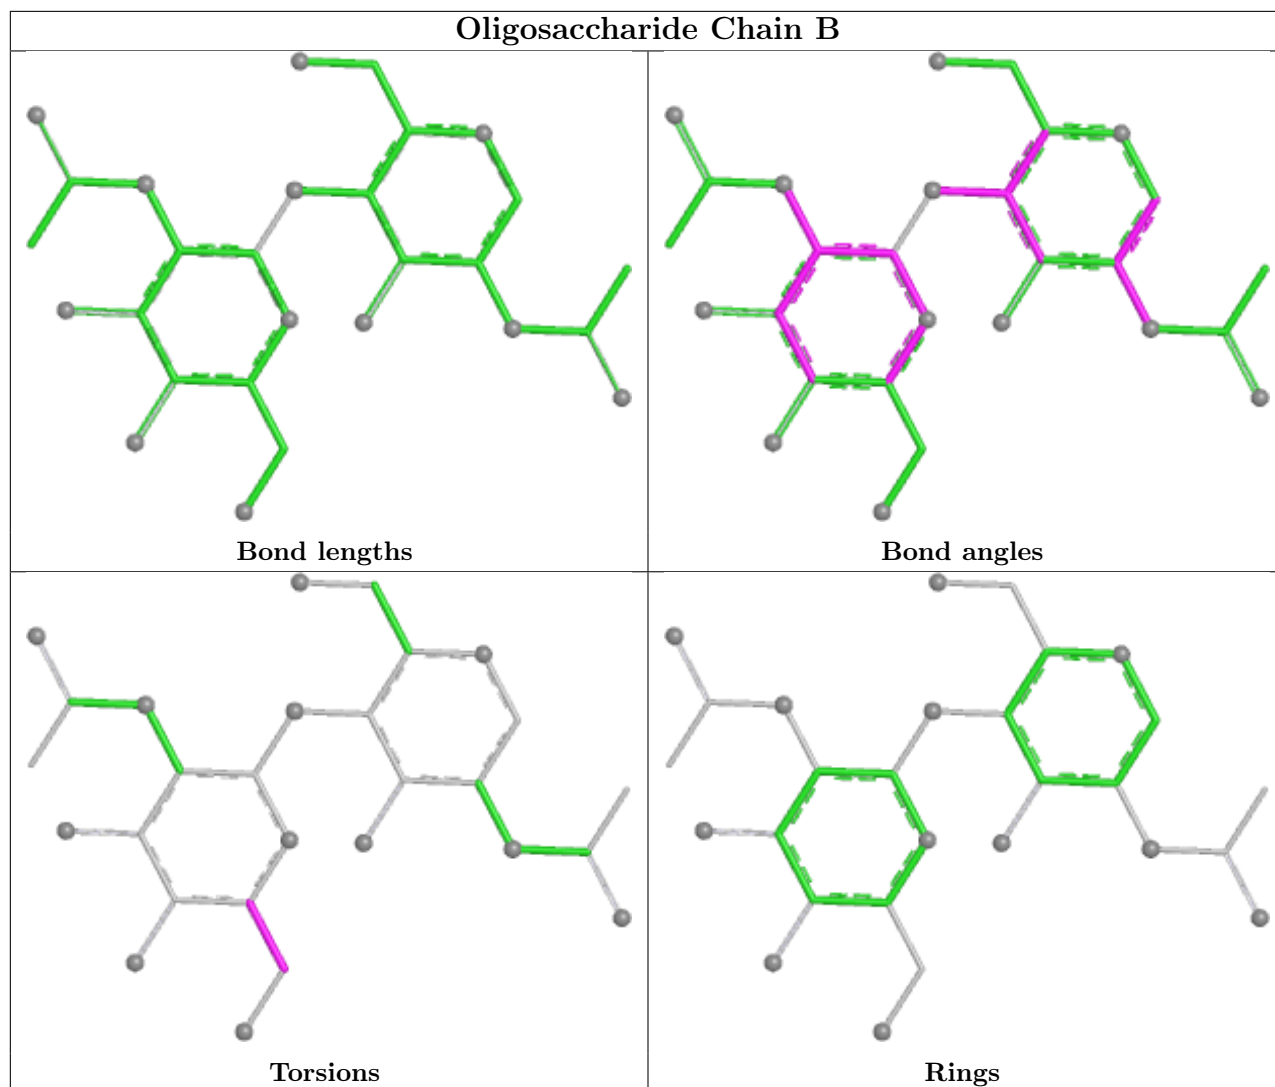 Oligosaccharide Chain B
Bond lengths
Bond angles
Torsions
Rings